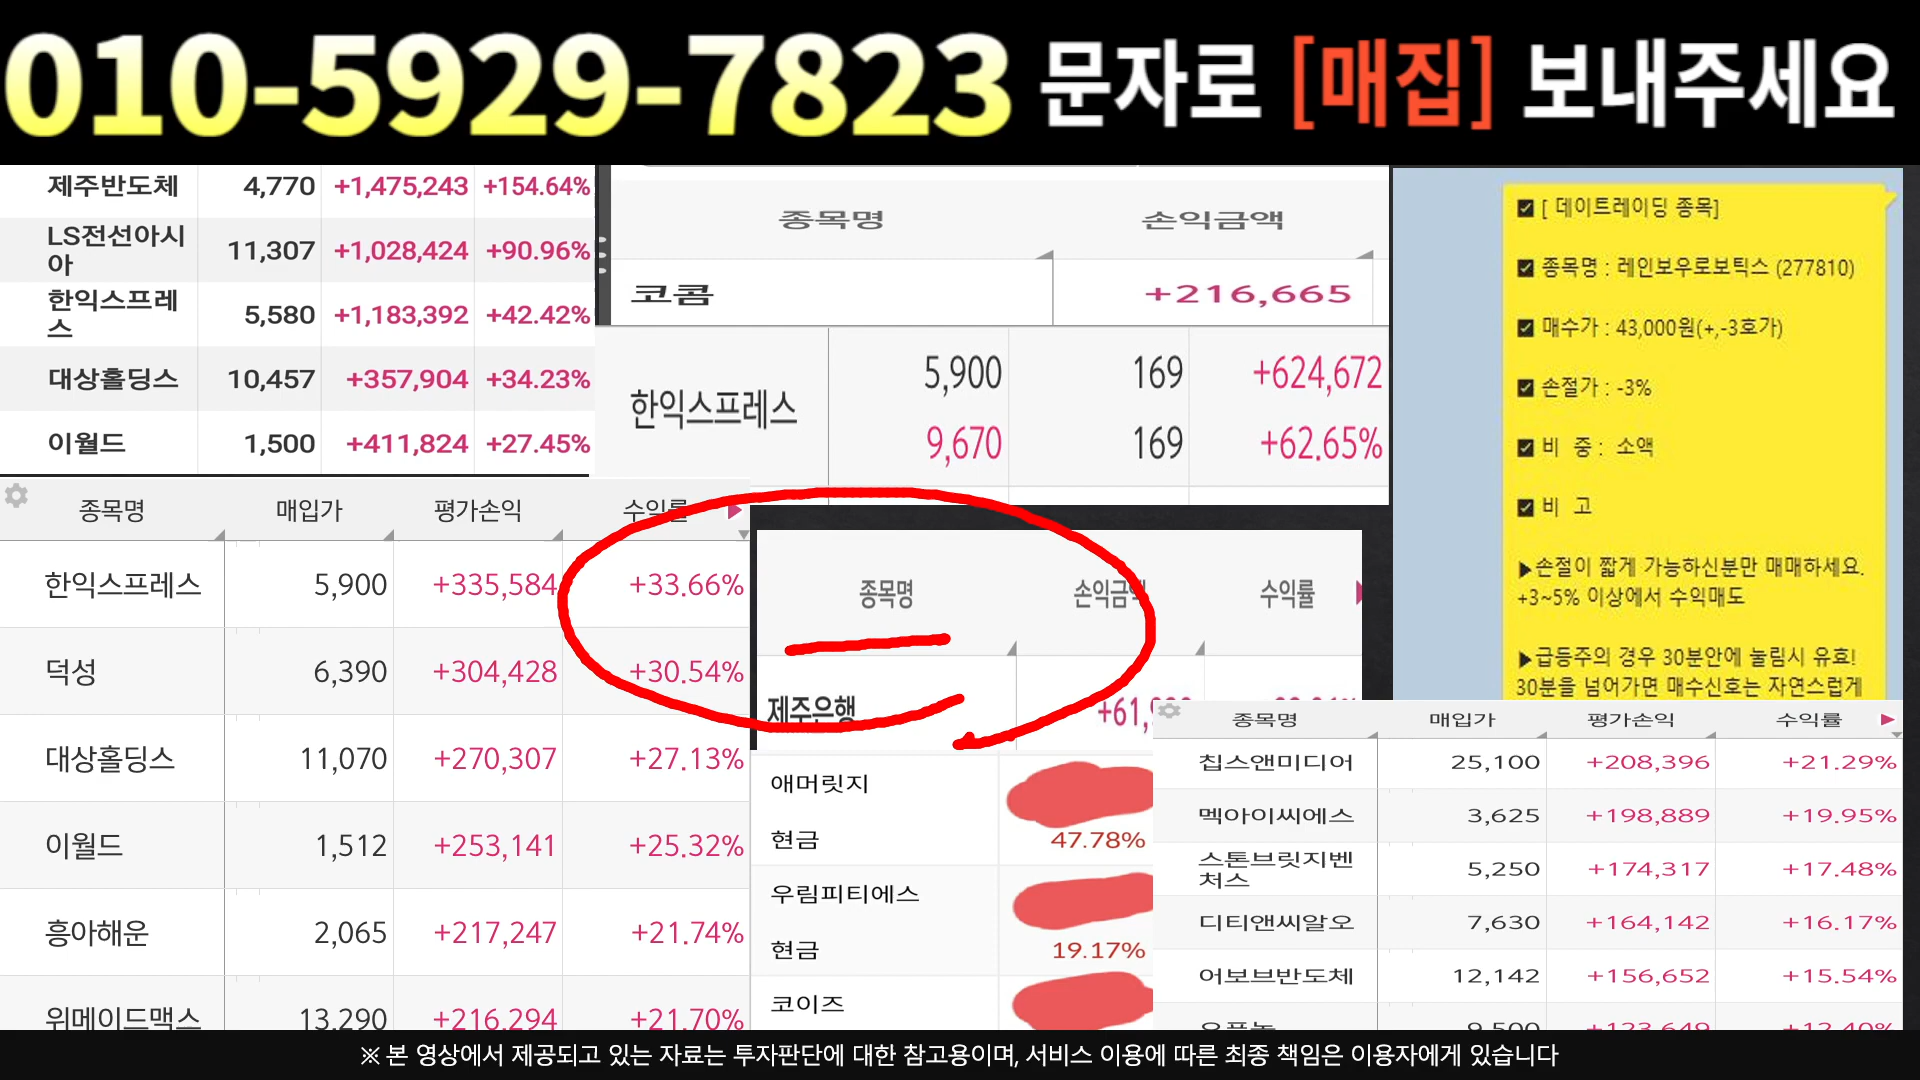 010-5929-7823 문자로 [매집] 보내주세요
제주반도체 4,770 +1,475,243 +154.64%
LS전선아시아 11,307 +1,028,424 +90.96%
한익스프레스 5,580 +1,183,392 +42.42%
대상홀딩스 10,457 +357,904 +34.23%
이월드 1,500 +411,824 +27.45%
종목명 손익금액
코콤 +216,665
한익스프레스 5,900 169 +624,672
9,670 169 +62.65%
☑ [ 데이트레이딩 종목]
☑ 종목명 : 레인보우로보틱스 (277810)
☑ 매수가 : 43,000원(+,-3호가)
☑ 손절가 : -3%
☑ 비 중 : 소액
☑ 비 고
▶손절이 짧게 가능하신분만 매매하세요.
+3~5% 이상에서 수익매도
▶급등주의 경우 30분안에 눌림시 유효!
30분을 넘어가면 매수신호는 자연스럽게
종목명 매입가 평가손익 수익률
한익스프레스 5,900 +335,584 +33.66%
덕성 6,390 +304,428 +30.54%
대상홀딩스 11,070 +270,307 +27.13%
이월드 1,512 +253,141 +25.32%
흥아해운 2,065 +217,247 +21.74%
위메이드맥스 13,290 +216,294 +21.70%
종목명 손익금액 수익률
제주은행 +61,
애머릿지
현금 47.78%
우림피티에스
현금 19.17%
코이즈
종목명 매입가 평가손익 수익률
칩스앤미디어 25,100 +208,396 +21.29%
멕아이씨에스 3,625 +198,889 +19.95%
스톤브릿지벤처스 5,250 +174,317 +17.48%
디티앤씨알오 7,630 +164,142 +16.17%
어보브반도체 12,142 +156,652 +15.54%
9,500 +123,649 +12.40%
※ 본 영상에서 제공되고 있는 자료는 투자판단에 대한 참고용이며, 서비스 이용에 따른 최종 책임은 이용자에게 있습니다